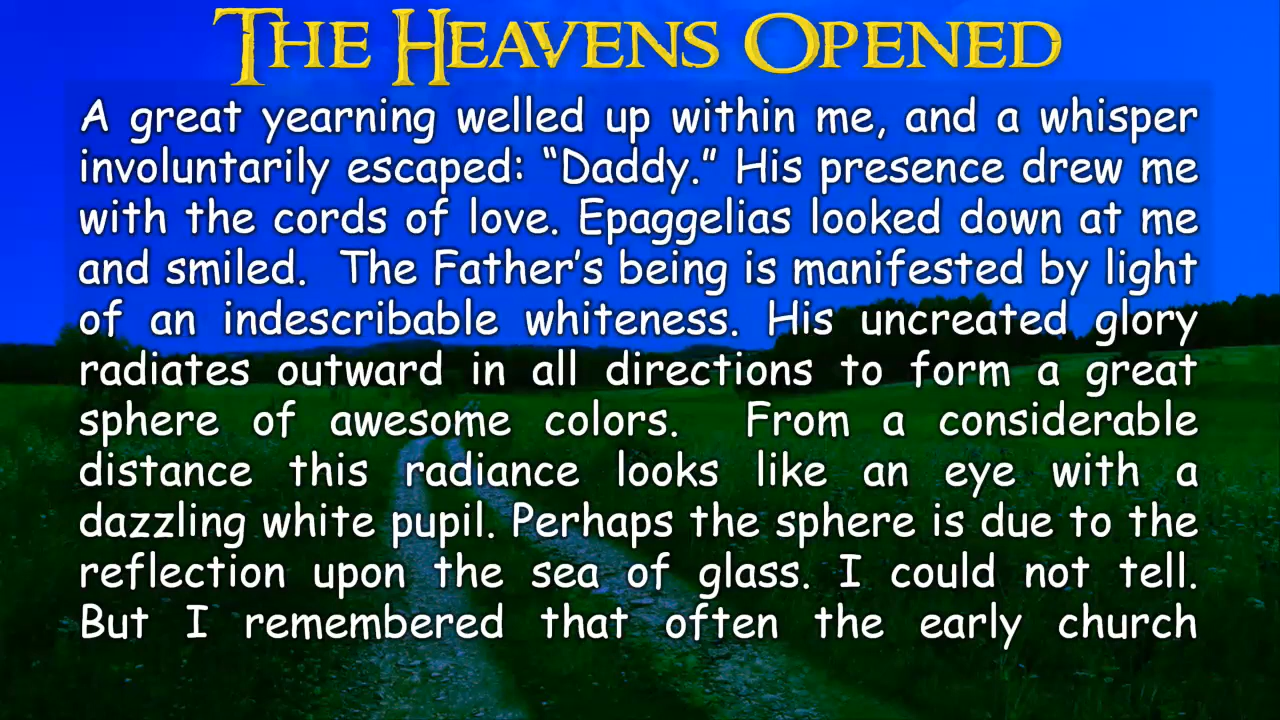 THE HEAVENS OPENED
A great yearning welled up within me, and a whisper
involuntarily escaped: “Daddy.” His presence drew me
with the cords of love. Epaggelias looked down at me
and smiled.  The Father’s being is manifested by light
of an indescribable whiteness. His uncreated glory
radiates outward in all directions to form a great
sphere of awesome colors.  From a considerable
distance this radiance looks like an eye with a
dazzling white pupil. Perhaps the sphere is due to the
reflection upon the sea of glass. I could not tell.
But I remembered that often the early church